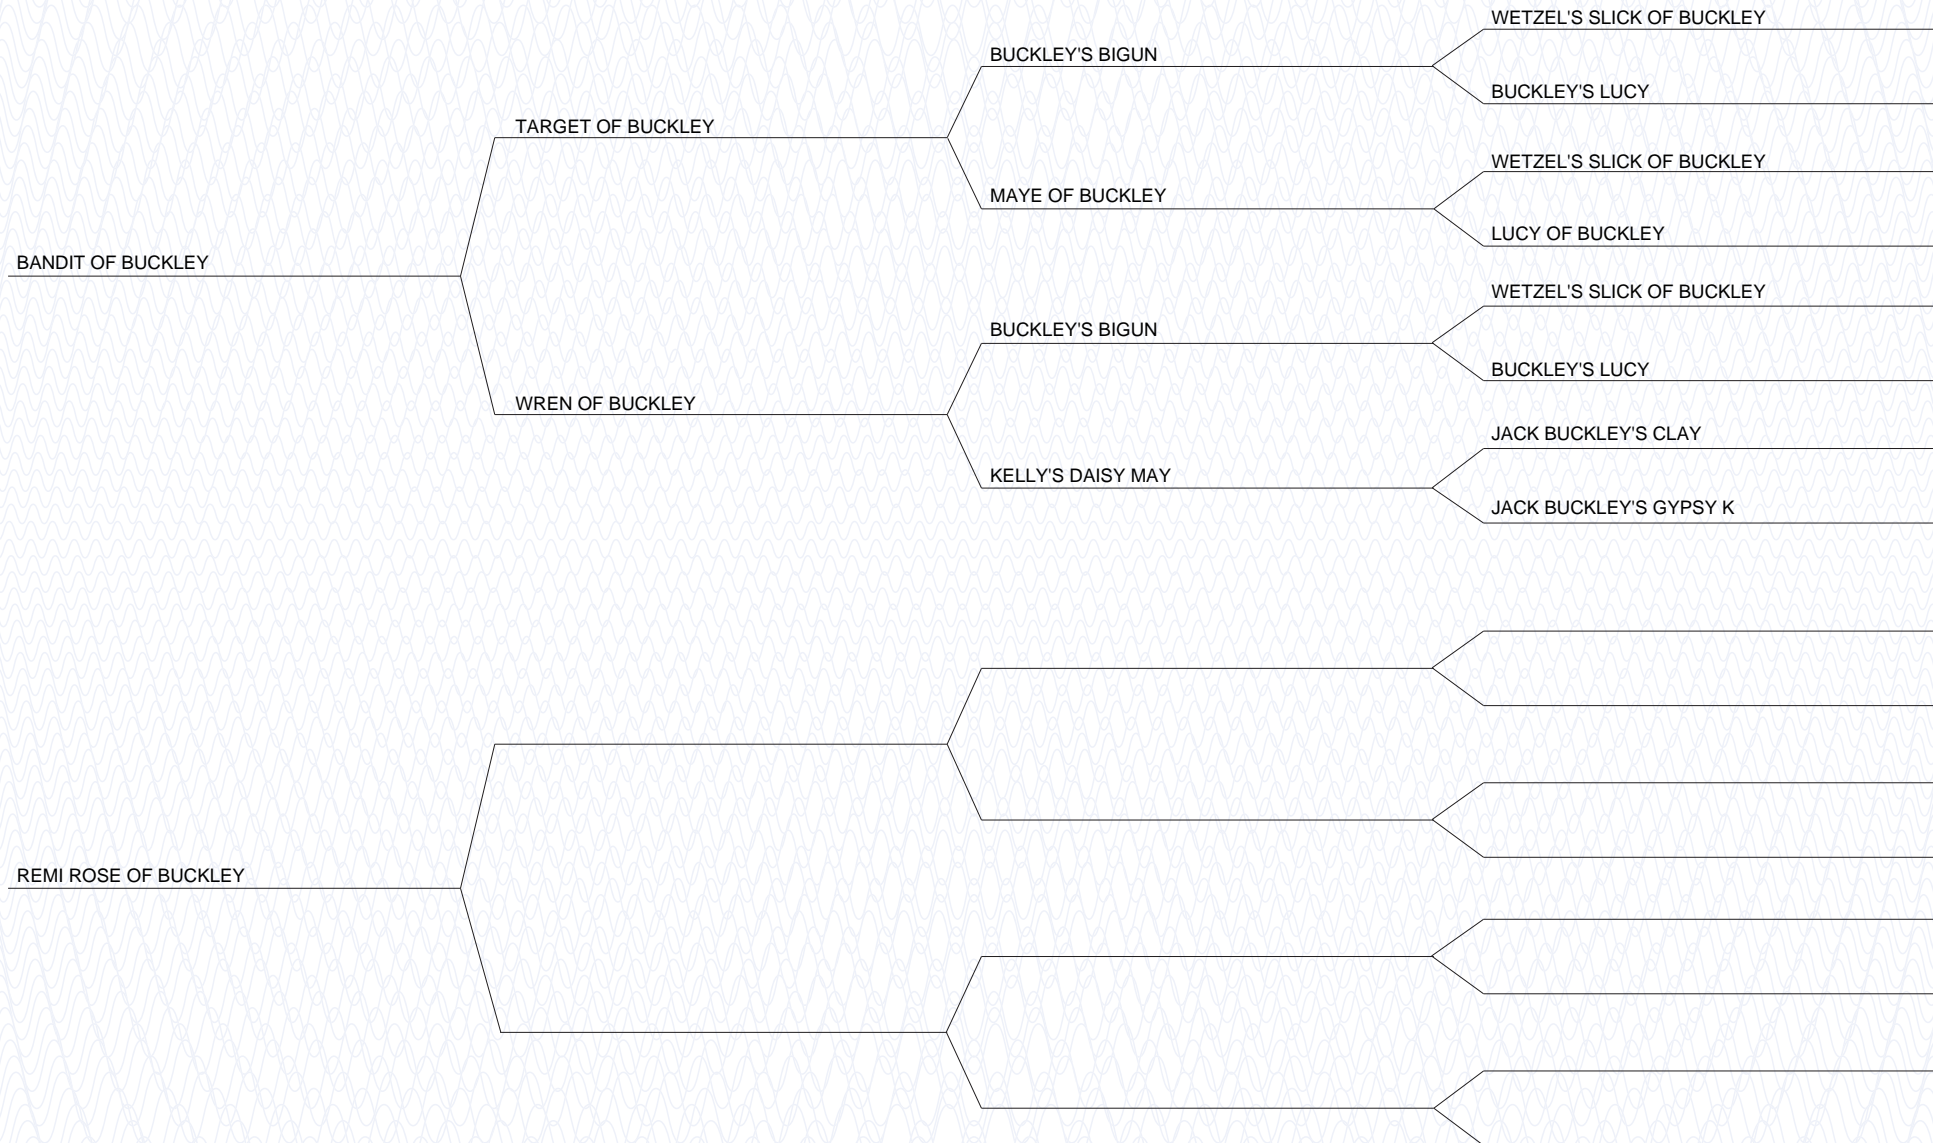 WETZEL'S SLICK OF BUCKLEY
BUCKLEY'S BIGUN
BUCKLEY'S LUCY
TARGET OF BUCKLEY
WETZEL'S SLICK OF BUCKLEY
MAYE OF BUCKLEY
LUCY OF BUCKLEY
BANDIT OF BUCKLEY
WETZEL'S SLICK OF BUCKLEY
BUCKLEY'S BIGUN
BUCKLEY'S LUCY
WREN OF BUCKLEY
JACK BUCKLEY'S CLAY
KELLY'S DAISY MAY
JACK BUCKLEY'S GYPSY K
REMI ROSE OF BUCKLEY